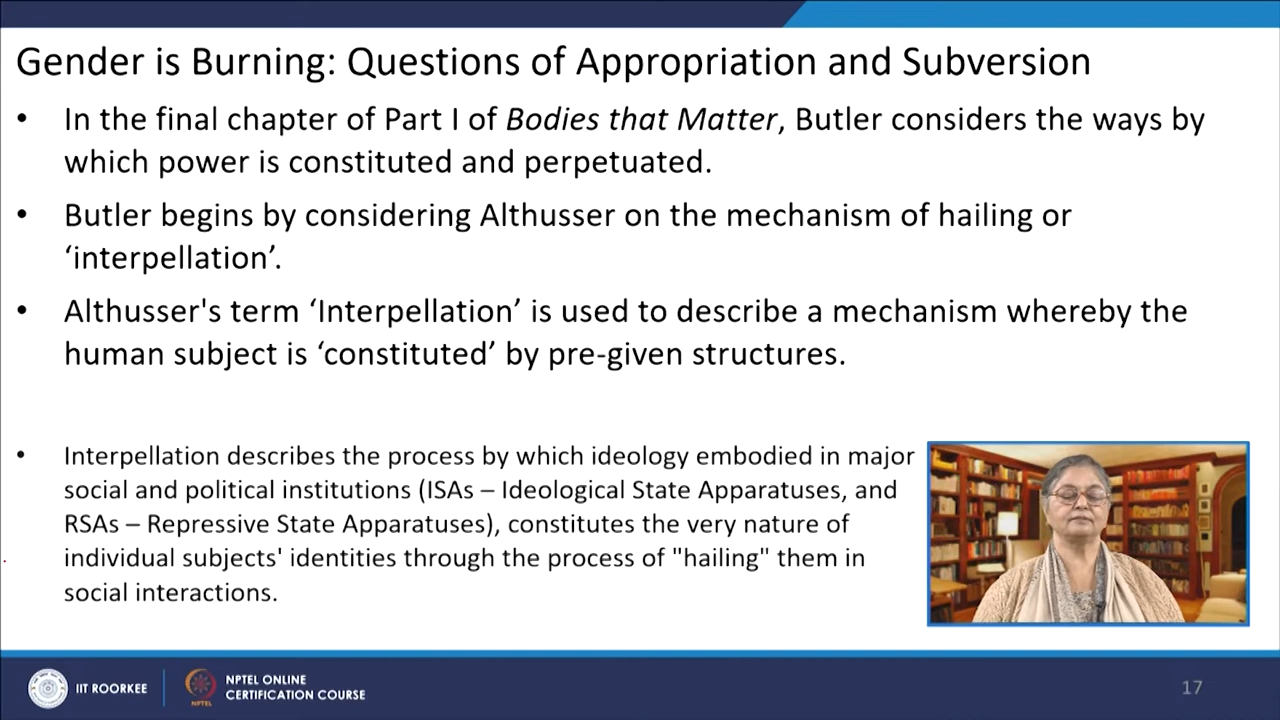 Gender is Burning: Questions of Appropriation and Subversion
• In the final chapter of Part I of Bodies that Matter, Butler considers the ways by
which power is constituted and perpetuated.
• Butler begins by considering Althusser on the mechanism of hailing or
‘interpellation’.
• Althusser's term ‘Interpellation’ is used to describe a mechanism whereby the
human subject is ‘constituted’ by pre-given structures.
• Interpellation describes the process by which ideology embodied in major
social and political institutions (ISAs – Ideological State Apparatuses, and
RSAs – Repressive State Apparatuses), constitutes the very nature of
individual subjects' identities through the process of "hailing" them in
social interactions.
IIT ROORKEE
NPTEL
NPTEL ONLINE
CERTIFICATION COURSE
17